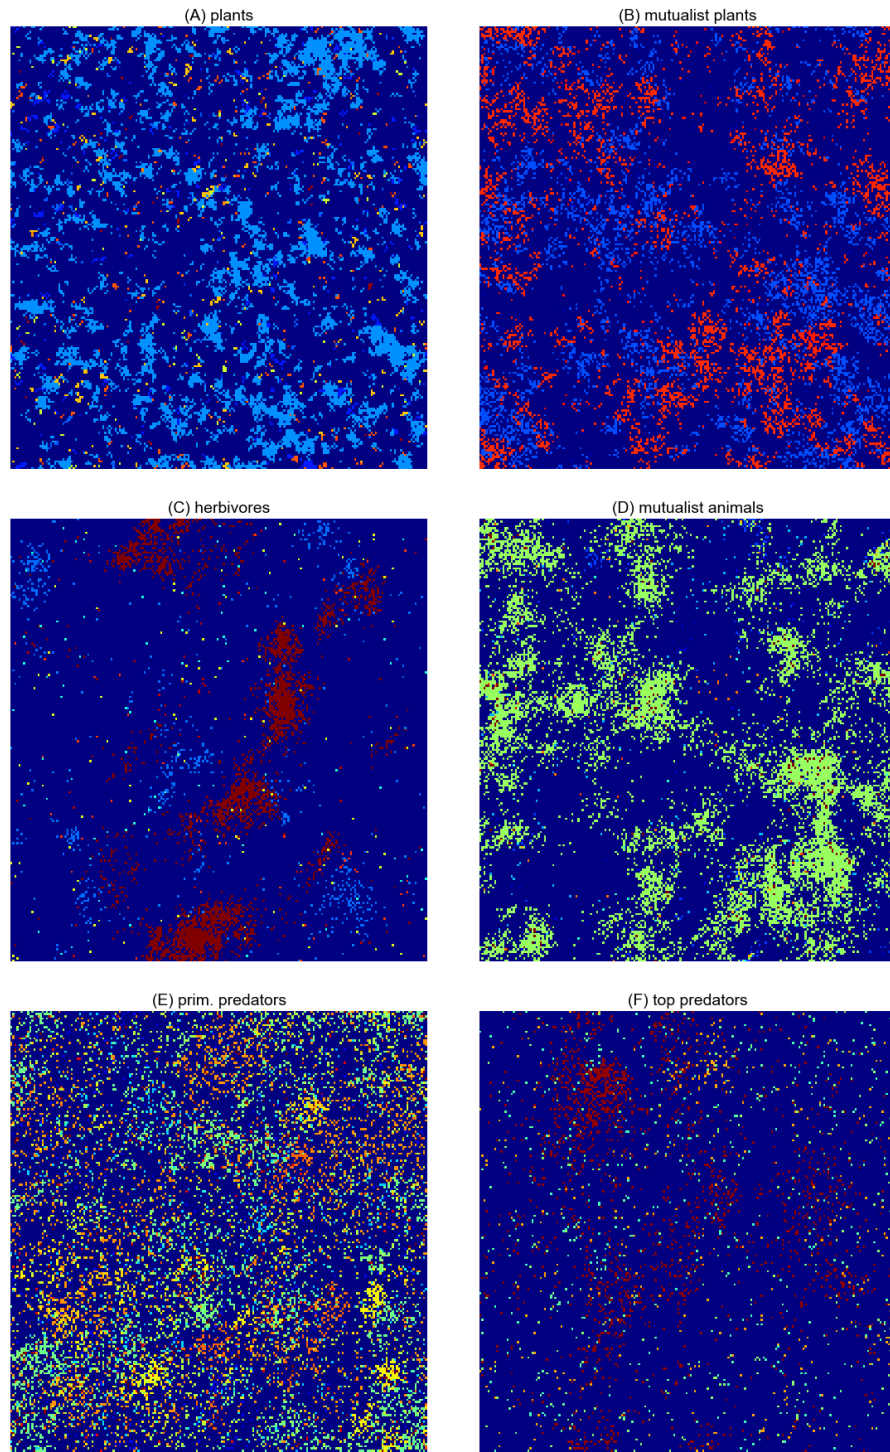 (A) plants
(B) mutualist plants
(C) herbivores
(D) mutualist animals
(E) prim. predators
(F) top predators